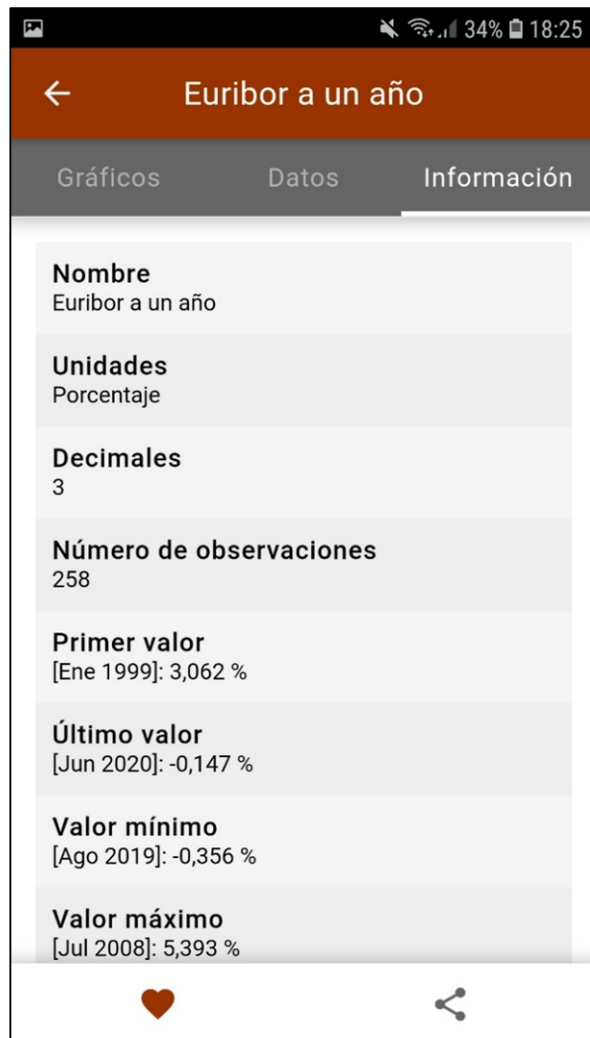 34% 18:25
Euribor a un año
Gráficos Datos Información
Nombre
Euribor a un año
Unidades
Porcentaje
Decimales
3
Número de observaciones
258
Primer valor
[Ene 1999]: 3,062 %
Último valor
[Jun 2020]: -0,147 %
Valor mínimo
[Ago 2019]: -0,356 %
Valor máximo
[Jul 2008]: 5,393 %